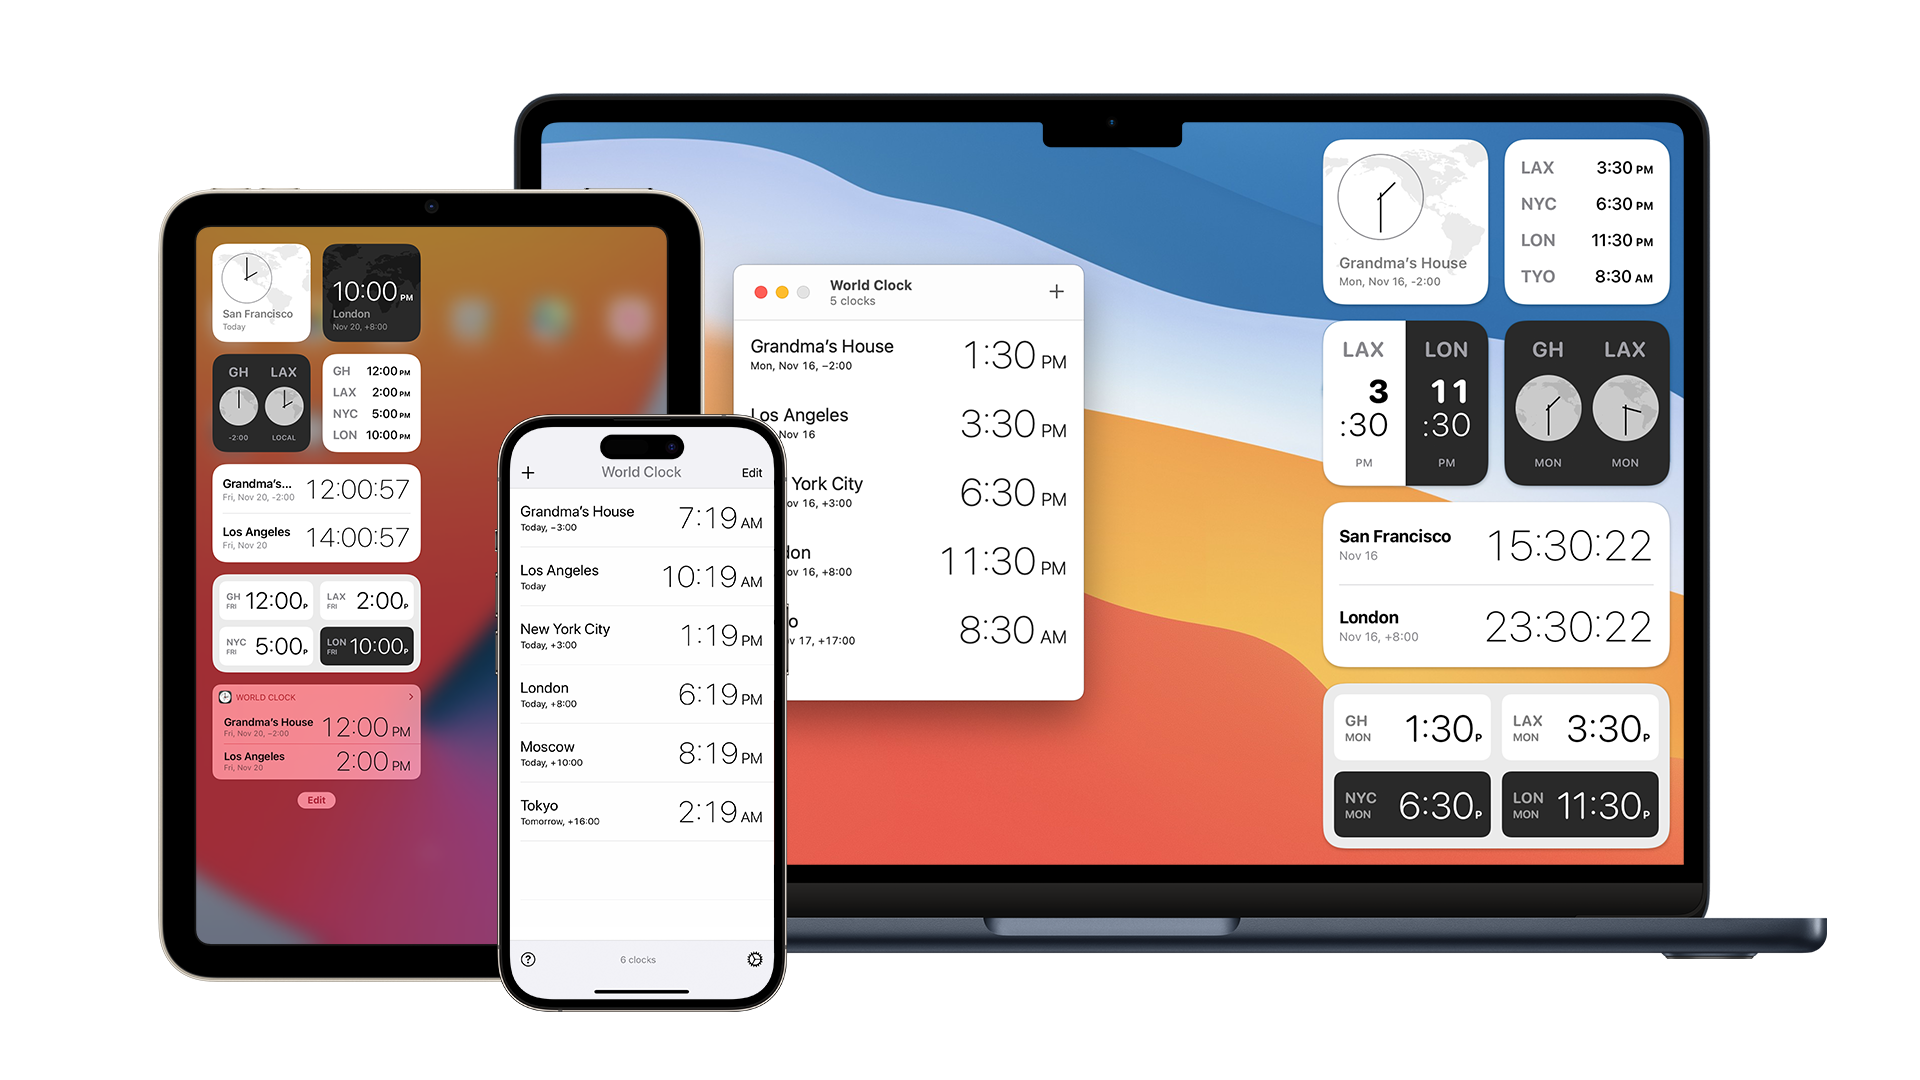 San Francisco
Today
10:00 PM
London
Nov 20, +8:00
GH LAX
-2:00 LOCAL
GH 12:00 PM
LAX 2:00 PM
NYC 5:00 PM
LON 10:00 PM
Grandma's... 12:00:57
Fri, Nov 20, -2:00
Los Angeles 14:00:57
Fri, Nov 20
GH FRI 12:00P
LAX FRI 2:00P
NYC FRI 5:00P
LON FRI 10:00P
WORLD CLOCK
Grandma’s House 12:00 PM
Fri, Nov 20, −2:00
Los Angeles 2:00 PM
Fri, Nov 20
Edit
+ World Clock Edit
Grandma’s House 7:19 AM
Today, −3:00
Los Angeles 10:19 AM
Today
New York City 1:19 PM
Today, +3:00
London 6:19 PM
Today, +8:00
Moscow 8:19 PM
Today, +10:00
Tokyo 2:19 AM
Tomorrow, +16:00
? 6 clocks
World Clock
5 clocks
+
Grandma’s House 1:30 PM
Mon, Nov 16, −2:00
Los Angeles 3:30 PM
Nov 16
York City 6:30 PM
ov 16, +3:00
don 11:30 PM
ov 16, +8:00
o 8:30 AM
v 17, +17:00
Grandma’s House
Mon, Nov 16, -2:00
LAX 3:30 PM
NYC 6:30 PM
LON 11:30 PM
TYO 8:30 AM
LAX LON
3 11
:30 :30
PM PM
GH LAX
MON MON
San Francisco 15:30:22
Nov 16
London 23:30:22
Nov 16, +8:00
GH MON 1:30P
LAX MON 3:30P
NYC MON 6:30P
LON MON 11:30P